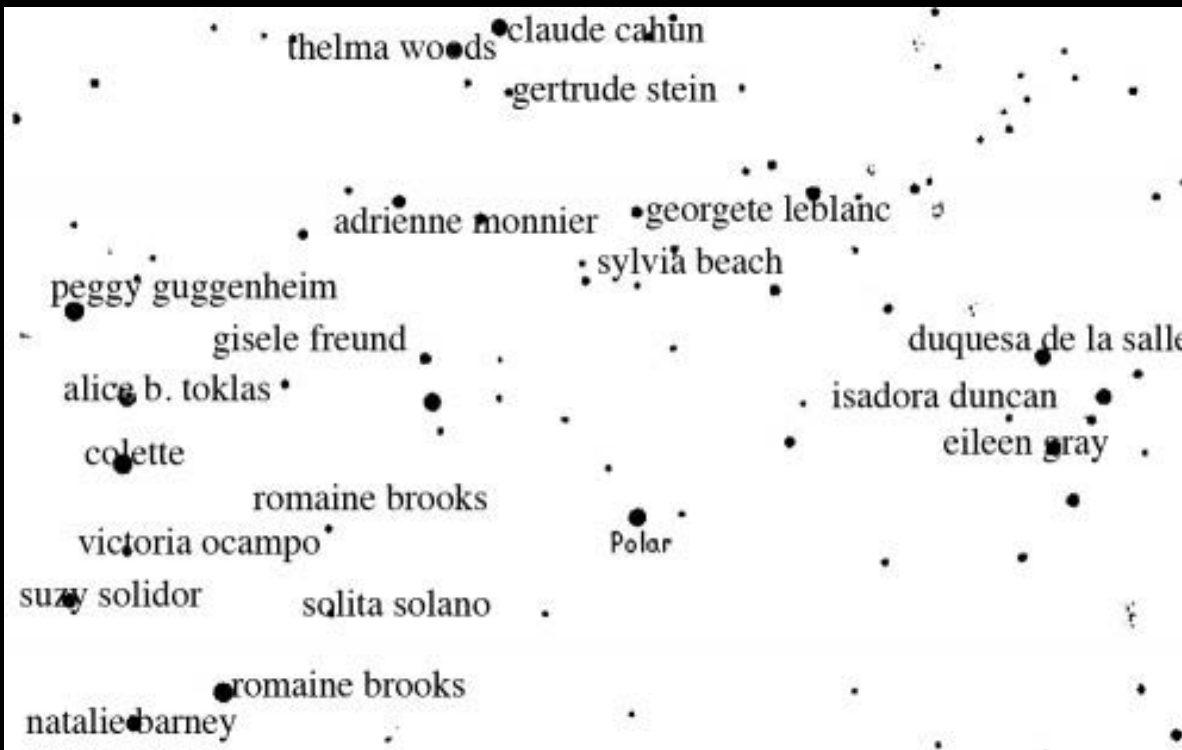 claude cahun
thelma woods
gertrude stein
georgete leblanc
adrienne monnier
sylvia beach
peggy guggenheim
gisele freund
duquesa de la salle
alice b. toklas
isadora duncan
eileen gray
colette
romaine brooks
victoria ocampo
Polar
suzy solidor
solita solano
romaine brooks
natalie barney